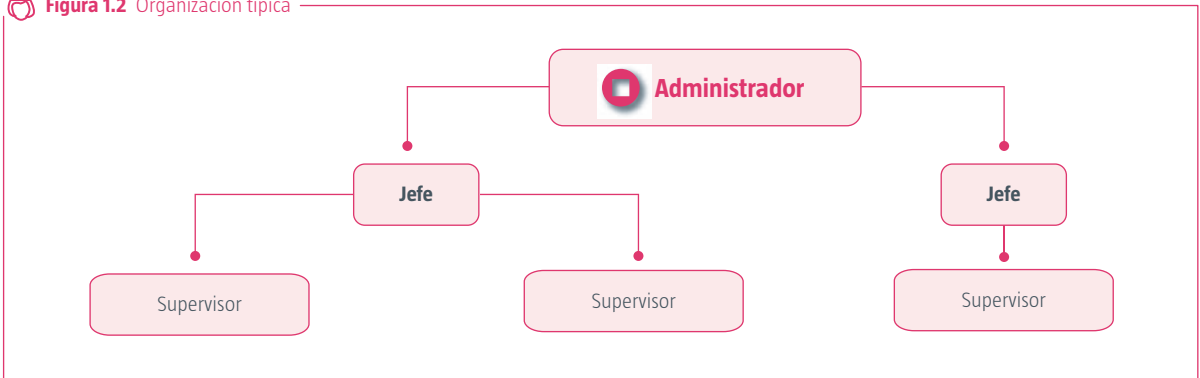 Figura 1.2 Organización típica
Administrador
Jefe
Jefe
Supervisor
Supervisor
Supervisor